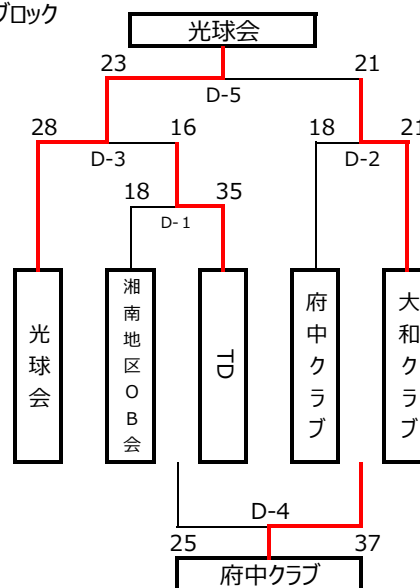 ブロック
光球会
23 21
D-5
28 16 18 21
D-3 D-2
18 35
D-1
光球会
湘南地区OB会
TD
府中クラブ
大和クラブ
D-4
25 37
府中クラブ